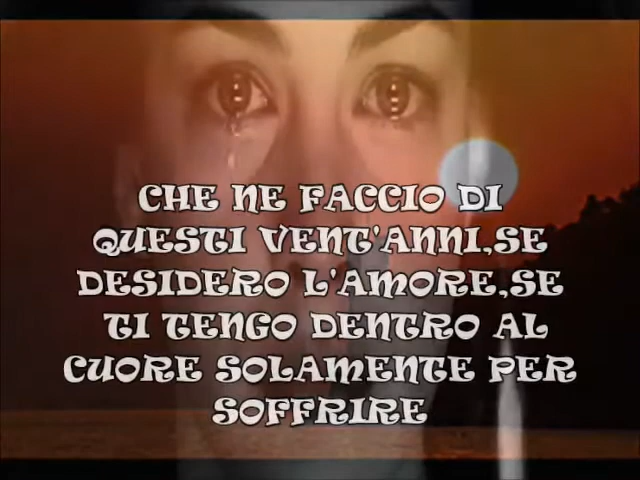 CHE NE FACCIO DI
QUESTI VENT'ANNI,SE
DESIDERO L'AMORE,SE
TI TENGO DENTRO AL
CUORE SOLAMENTE PER
SOFFRIRE